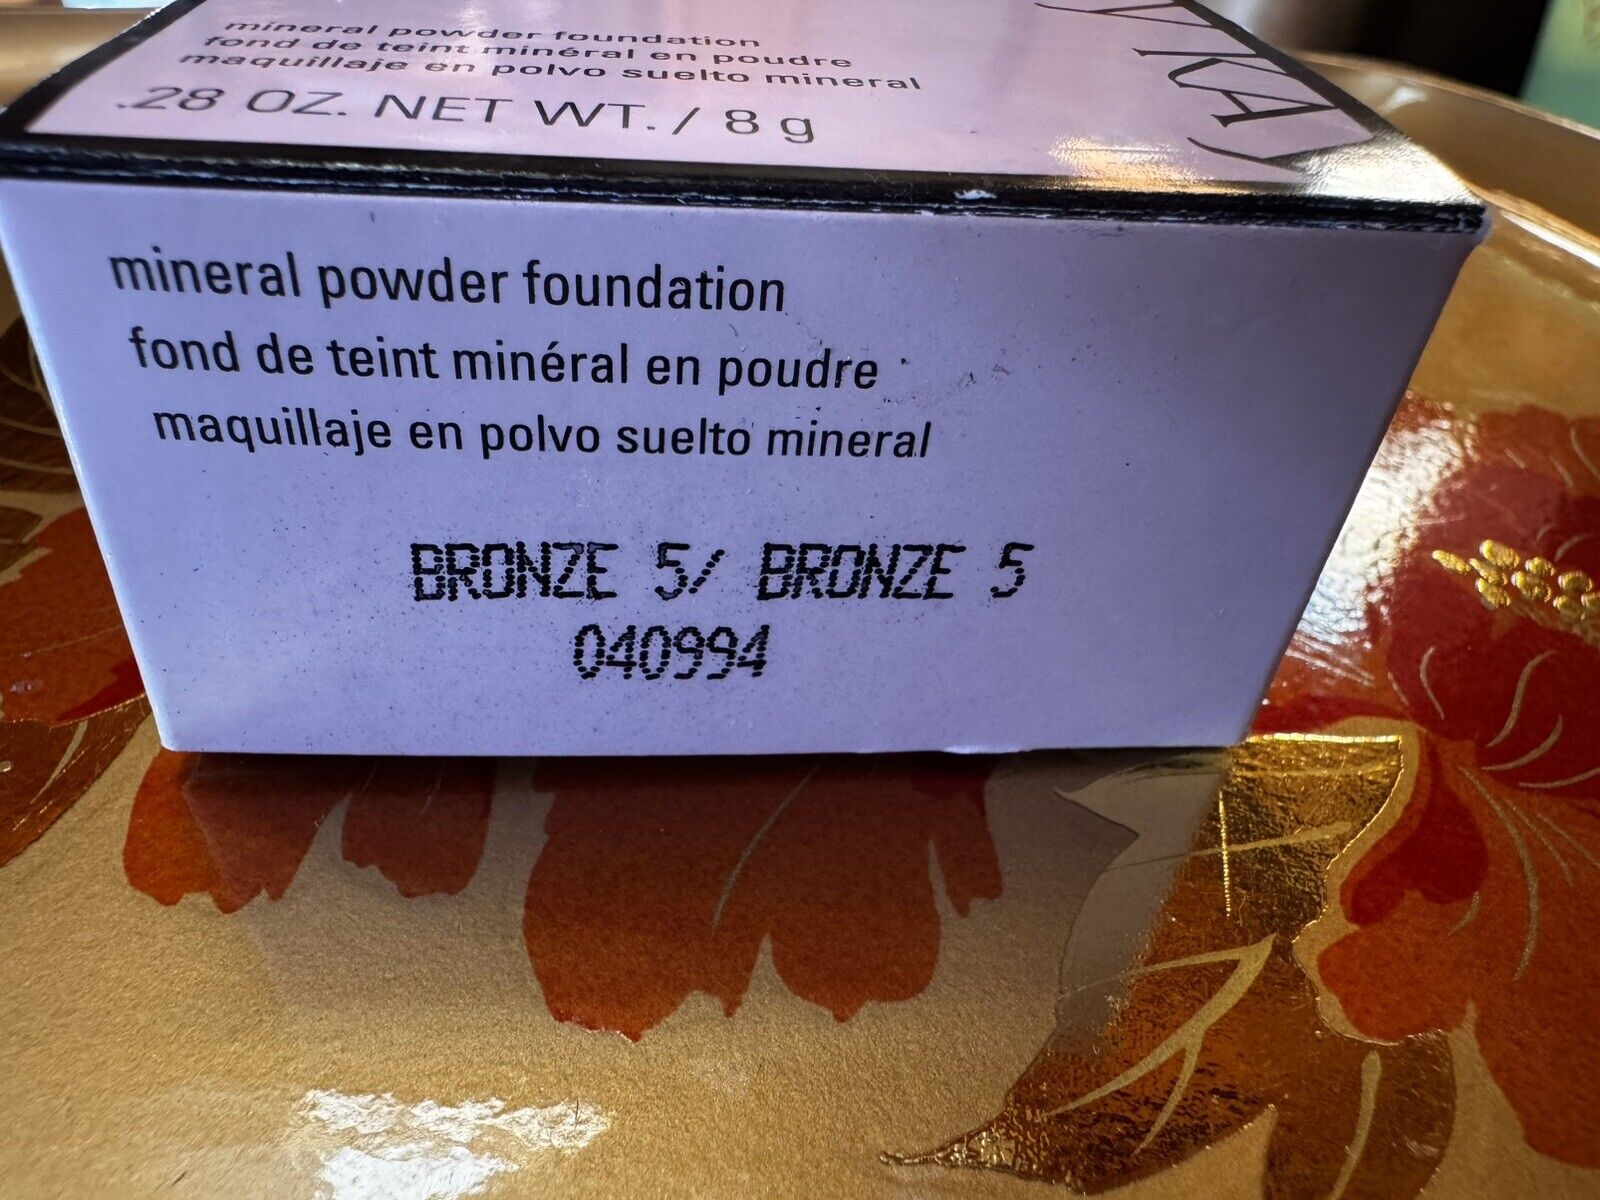 mineral powder foundation
fond de teint minéral en poudre
maquillaje en polvo suelto mineral
.28 OZ. NET WT. / 8 g
y KA
mineral powder foundation
fond de teint minéral en poudre
maquillaje en polvo suelto mineral
BRONZE 5/ BRONZE 5
040994